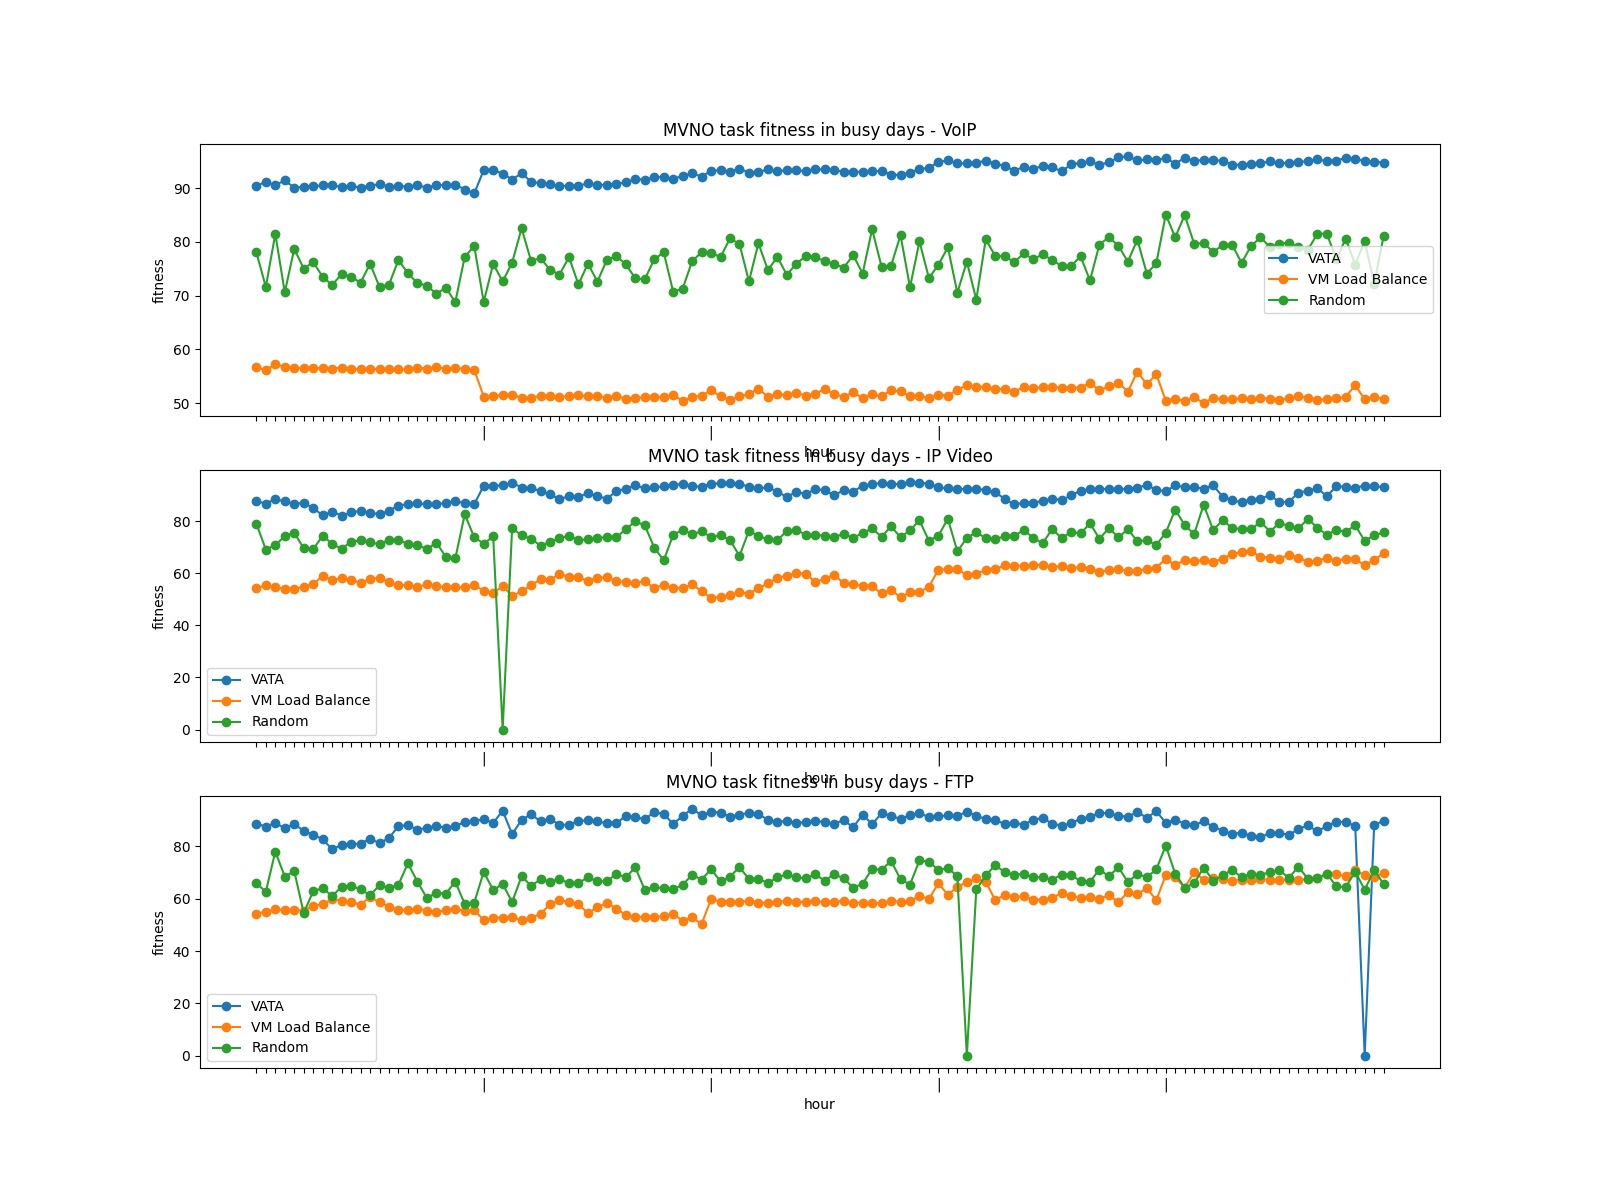 MVNO task fitness in busy days - VoIP
90
80
70
60
50
fitness
VATA
VM Load Balance
Random
| | | |
hour
MVNO task fitness in busy days - IP Video
80
60
40
20
0
fitness
VATA
VM Load Balance
Random
| | | |
hour
MVNO task fitness in busy days - FTP
80
60
40
20
0
fitness
VATA
VM Load Balance
Random
| | | |
hour